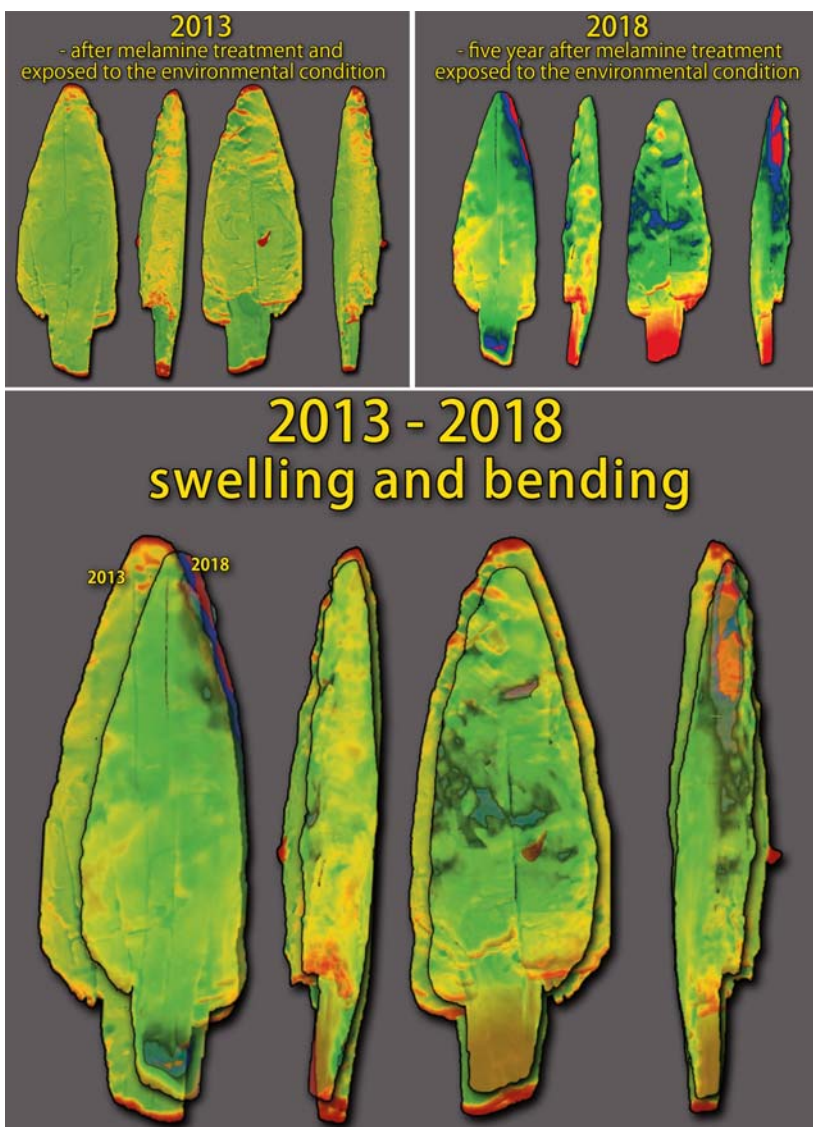 2013
- after melamine treatment and
exposed to the environmental condition
2018
- five year after melamine treatment
exposed to the environmental condition
2013 - 2018
swelling and bending
2013
2018